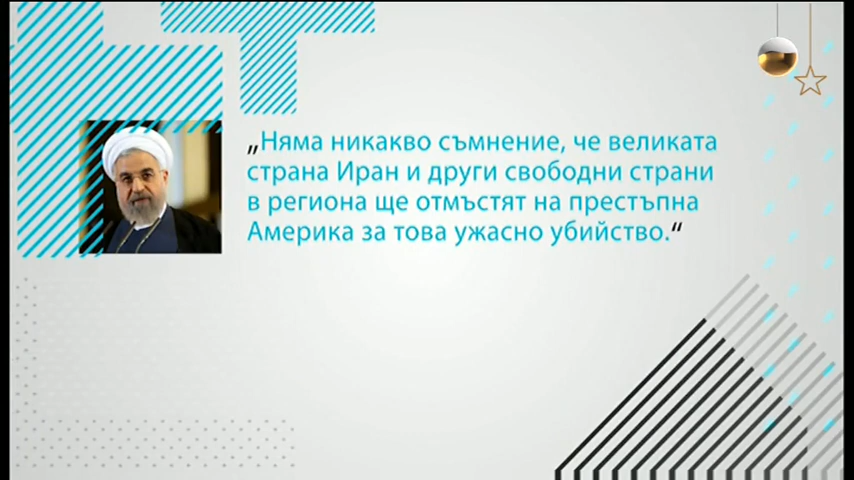 „Няма никакво съмнение, че великата
страна Иран и други свободни страни
в региона ще отмъстят на престъпна
Америка за това ужасно убийство.“